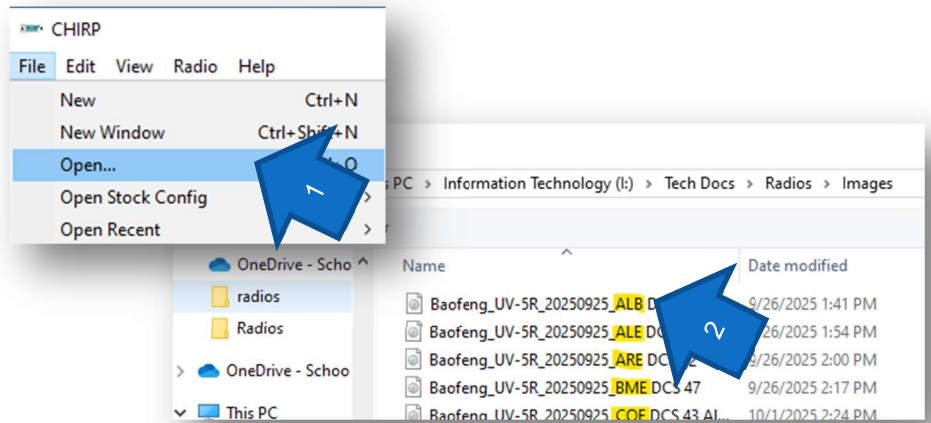 CHIRP
File Edit View Radio Help
New Ctrl+N
New Window Ctrl+Shift+N
Open...
Open Stock Config
Open Recent
1
PC > Information Technology (I:) > Tech Docs > Radios > Images
OneDrive - Scho
Name Date modified
radios
Baofeng_UV-5R_20250925_ALB 9/26/2025 1:41 PM
Radios
Baofeng_UV-5R_20250925_ALE DC /26/2025 1:54 PM
Baofeng_UV-5R_20250925_ARE DC 9/26/2025 2:00 PM
OneDrive - Schoo
Baofeng_UV-5R_20250925_BME DCS 47 9/26/2025 2:17 PM
This PC
Baofeng_UV-5R_20250925_COE DCS 43 Al... 10/1/2025 2:24 PM
2